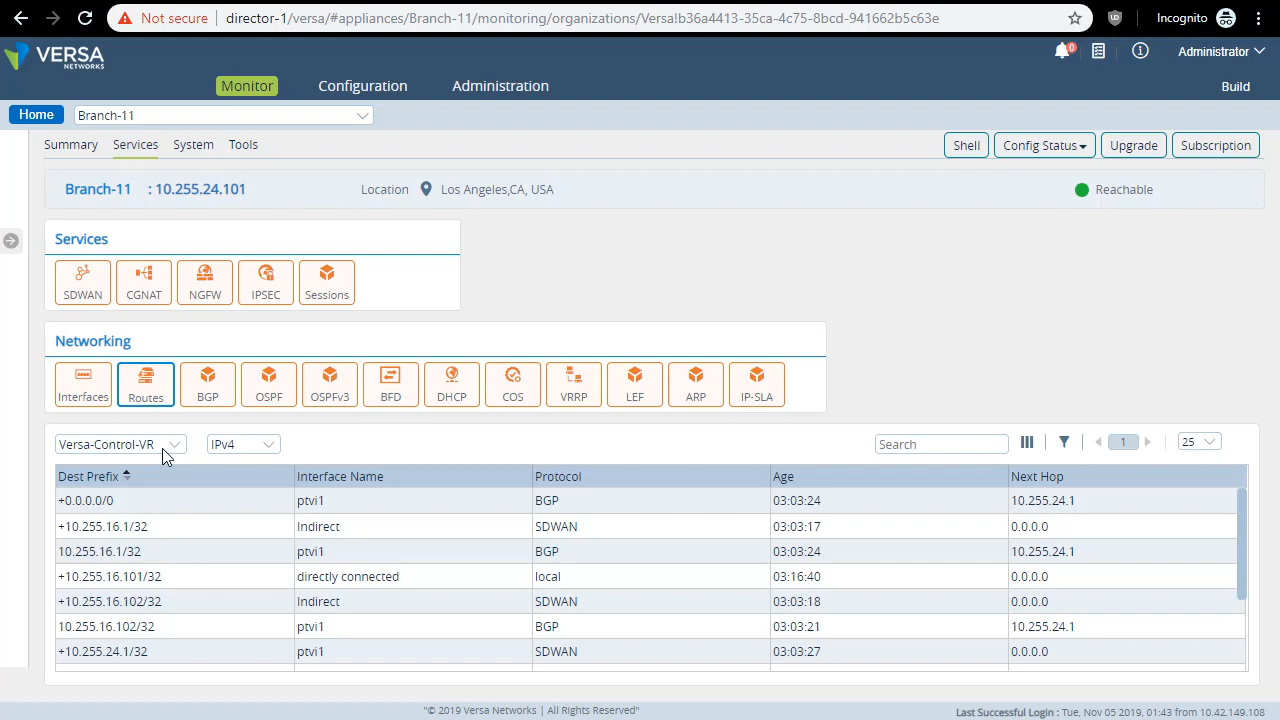 Not secure director-1/versa/#appliances/Branch-11/monitoring/organizations/Versa!b36a4413-35ca-4c75-8bcd-941662b5c63e Incognito
VERSA
NETWORKS
0
Administrator
Monitor Configuration Administration Build
Home Branch-11
Summary Services System Tools Shell Config Status Upgrade Subscription
Branch-11 : 10.255.24.101 Location Los Angeles,CA, USA Reachable
Services
SDWAN CGNAT NGFW IPSEC Sessions
Networking
Interfaces Routes BGP OSPF OSPFv3 BFD DHCP COS VRRP LEF ARP IP-SLA
Versa-Control-VR IPv4 Search 1 25
Dest Prefix Interface Name Protocol Age Next Hop
+0.0.0.0/0 ptvi1 BGP 03:03:24 10.255.24.1
+10.255.16.1/32 Indirect SDWAN 03:03:17 0.0.0.0
10.255.16.1/32 ptvi1 BGP 03:03:24 10.255.24.1
+10.255.16.101/32 directly connected local 03:16:40 0.0.0.0
+10.255.16.102/32 Indirect SDWAN 03:03:18 0.0.0.0
10.255.16.102/32 ptvi1 BGP 03:03:21 10.255.24.1
+10.255.24.1/32 ptvi1 SDWAN 03:03:27 0.0.0.0
"© 2019 Versa Networks | All Rights Reserved" Last Successful Login : Tue, Nov 05 2019, 01:43 from 10.42.149.108